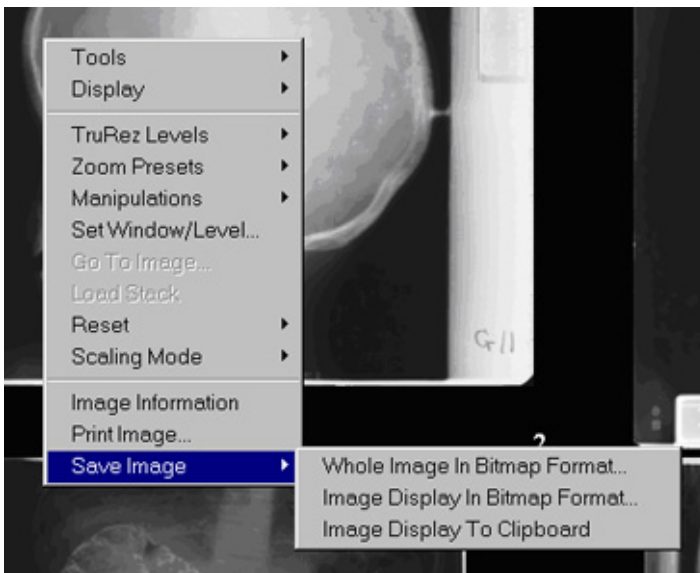 Tools
Display
TruRez Levels
Zoom Presets
Manipulations
Set Window/Level...
Go To Image...
Load Stack
Reset
Scaling Mode
Image Information
Print Image...
Save Image
Whole Image In Bitmap Format...
Image Display In Bitmap Format...
Image Display To Clipboard
G/11